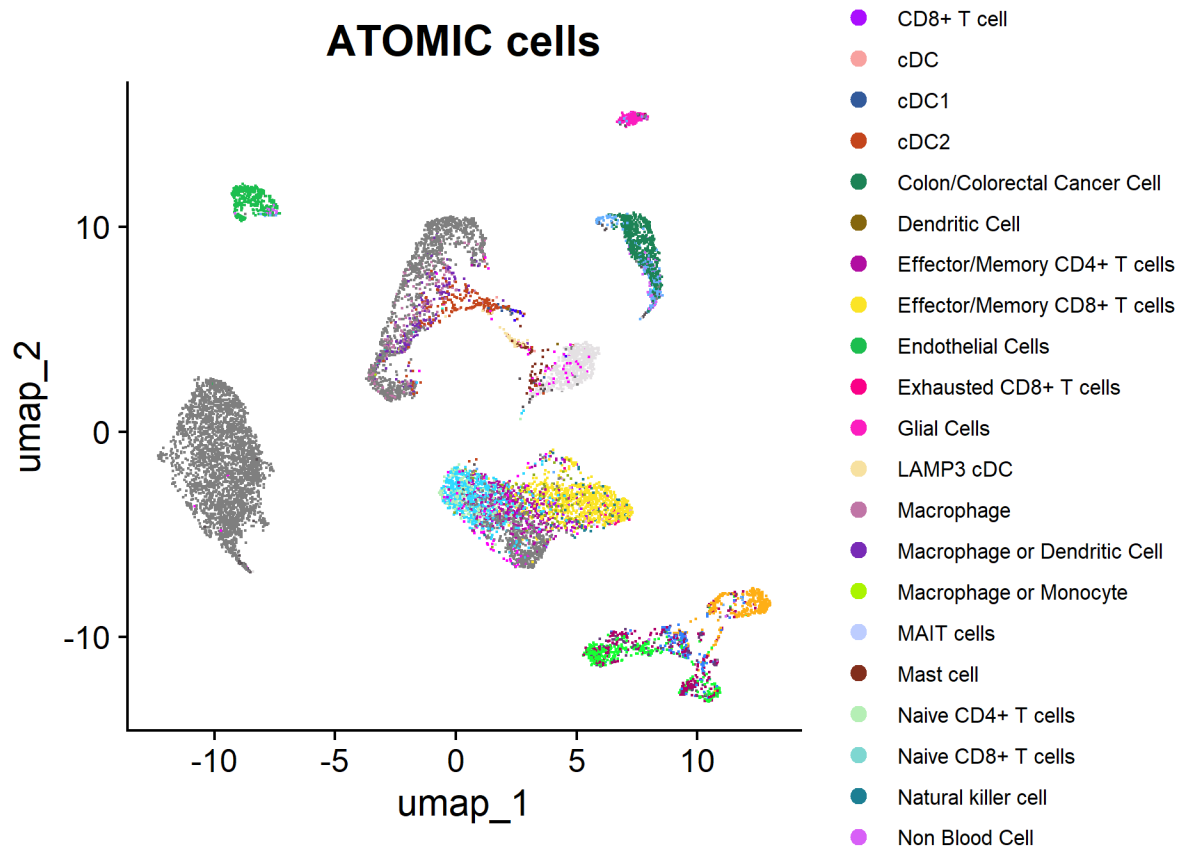 ATOMIC cells
umap_2
10
0
-10
-10
-5
0
5
10
umap_1
CD8+ T cell
cDC
cDC1
cDC2
Colon/Colorectal Cancer Cell
Dendritic Cell
Effector/Memory CD4+ T cells
Effector/Memory CD8+ T cells
Endothelial Cells
Exhausted CD8+ T cells
Glial Cells
LAMP3 cDC
Macrophage
Macrophage or Dendritic Cell
Macrophage or Monocyte
MAIT cells
Mast cell
Naive CD4+ T cells
Naive CD8+ T cells
Natural killer cell
Non Blood Cell